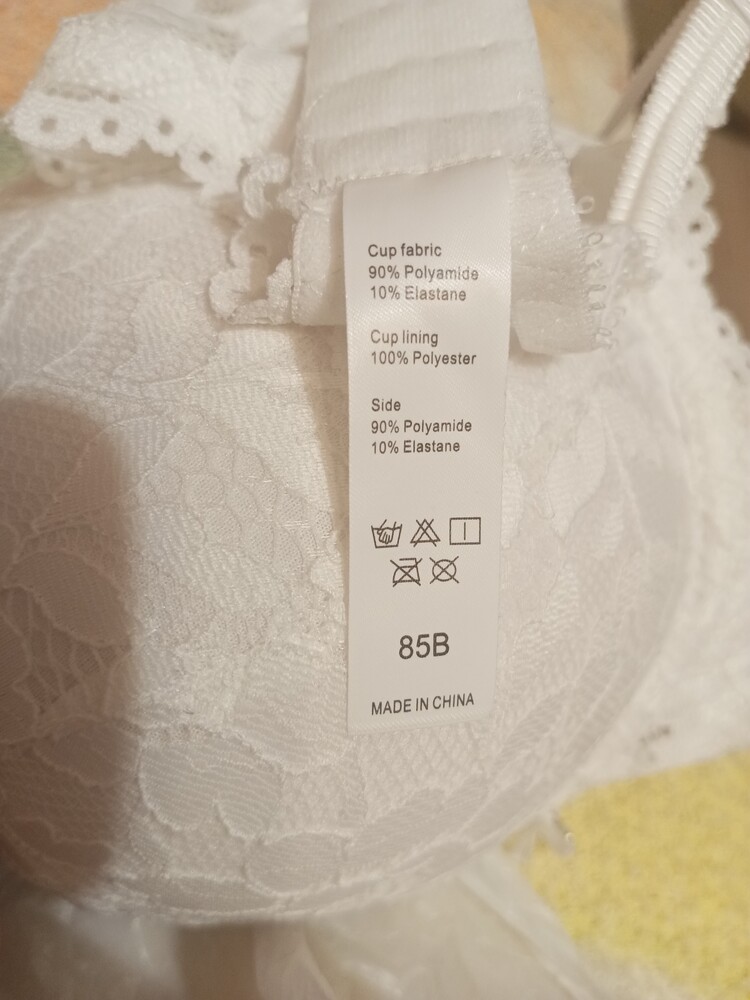 Cup fabric
90% Polyamide
10% Elastane
Cup lining
100% Polyester
Side
90% Polyamide
10% Elastane
85B
MADE IN CHINA